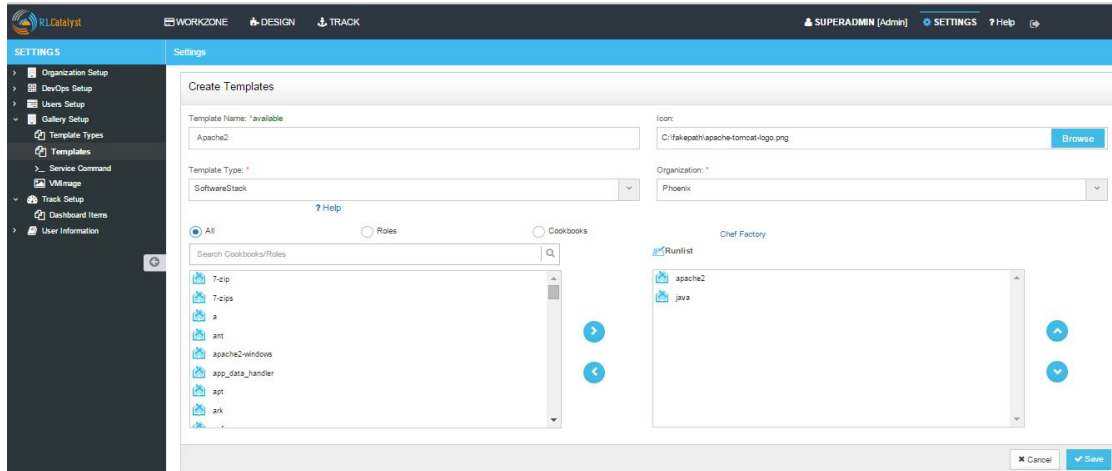 RLCatalyst
WORKZONE
DESIGN
TRACK
SUPERADMIN [Admin]
SETTINGS
? Help
SETTINGS
Settings
Organization Setup
DevOps Setup
Users Setup
Gallery Setup
Template Types
Templates
Service Command
VMImage
Track Setup
Dashboard Items
User Information
Create Templates
Template Name: *available
Apache2
Icon:
C:\fakepath\apache-tomcat-logo.png
Browse
Template Type: *
SoftwareStack
Organization: *
Phoenix
? Help
All
Roles
Cookbooks
Chef Factory
Search Cookbooks/Roles
Runlist
7-zip
7-zips
a
ant
apache2-windows
app_data_handler
apt
ark
apache2
java
Cancel
Save